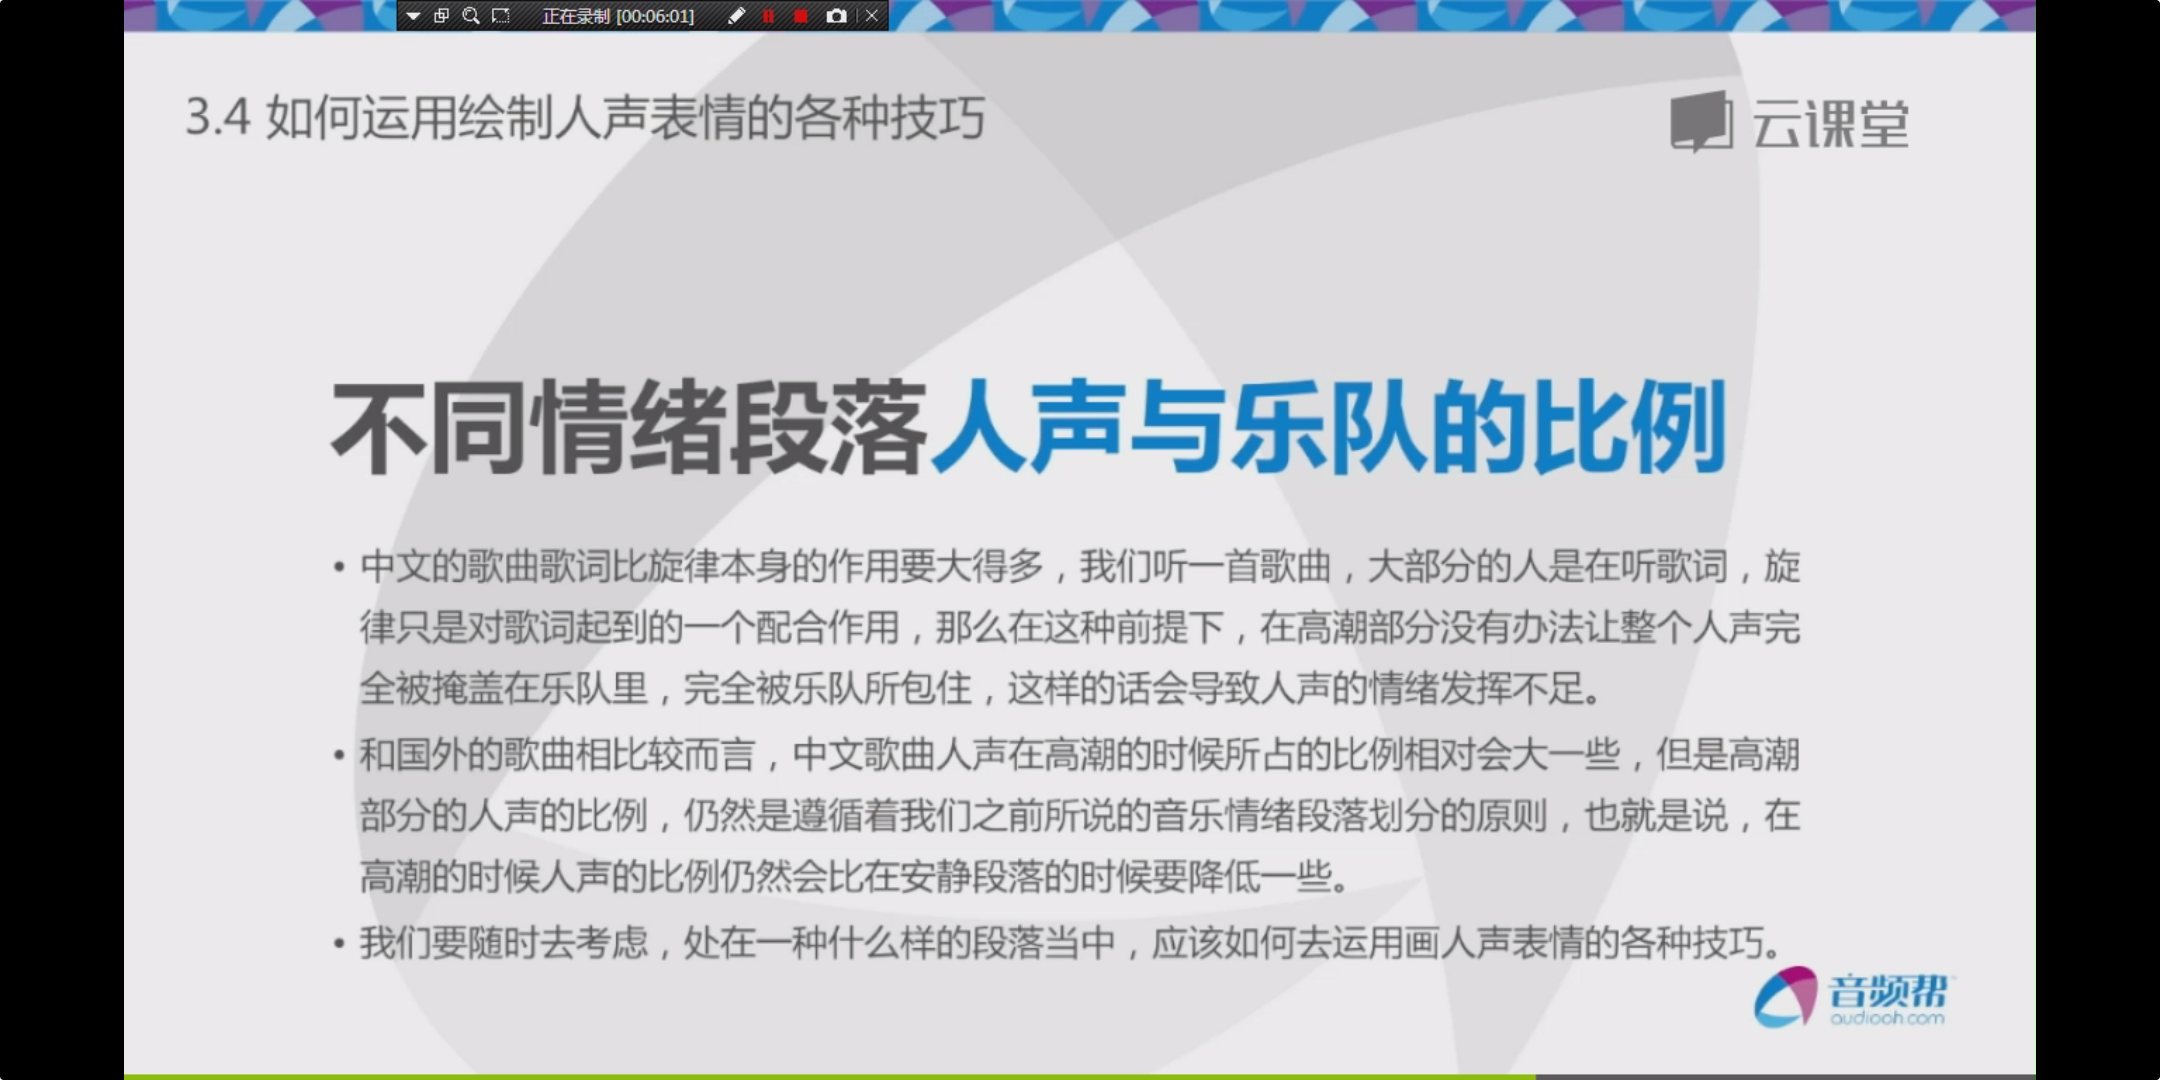 正在录制 [00:06:01]
3.4 如何运用绘制人声表情的各种技巧
云课堂
不同情绪段落人声与乐队的比例
• 中文的歌曲歌词比旋律本身的作用要大得多，我们听一首歌曲，大部分的人是在听歌词，旋
律只是对歌词起到的一个配合作用，那么在这种前提下，在高潮部分没有办法让整个人声完
全被掩盖在乐队里，完全被乐队所包住，这样的话会导致人声的情绪发挥不足。
• 和国外的歌曲相比较而言，中文歌曲人声在高潮的时候所占的比例相对会大一些，但是高潮
部分的人声的比例，仍然是遵循着我们之前所说的音乐情绪段落划分的原则，也就是说，在
高潮的时候人声的比例仍然会比在安静段落的时候要降低一些。
• 我们要随时去考虑，处在一种什么样的段落当中，应该如何去运用画人声表情的各种技巧。
音频帮
audiooh.com